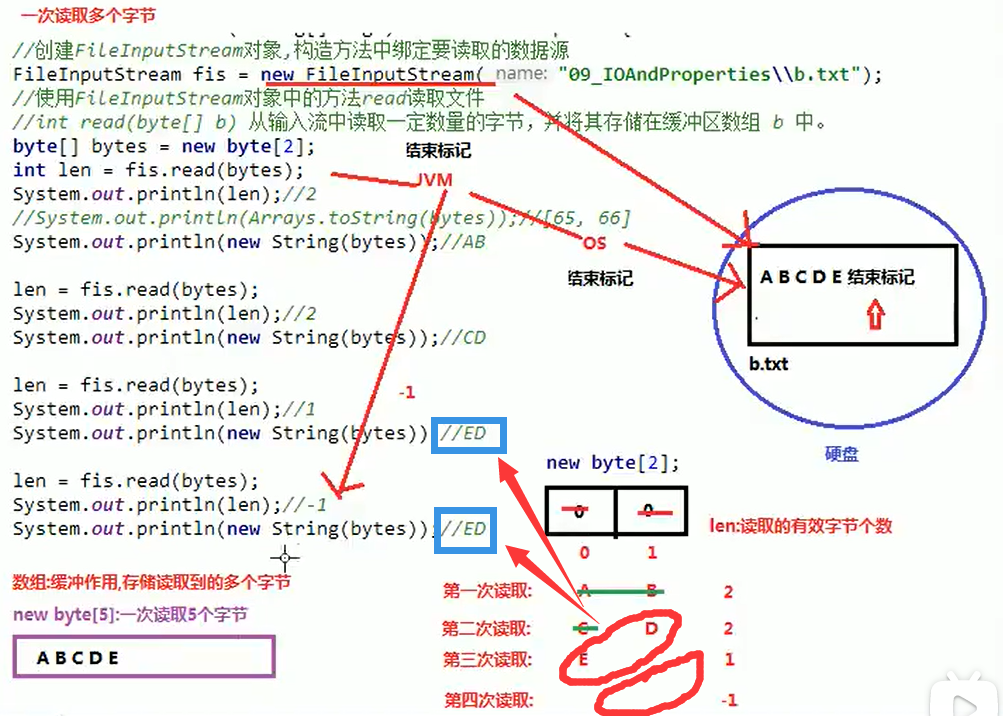 一次读取多个字节
//创建FileInputStream对象,构造方法中绑定要读取的数据源
FileInputStream fis = new FileInputStream( name: "09_IOAndProperties\\b.txt");
//使用FileInputStream对象中的方法read读取文件
//int read(byte[] b) 从输入流中读取一定数量的字节，并将其存储在缓冲区数组 b 中。
byte[] bytes = new byte[2];
结束标记
int len = fis.read(bytes);
JVM
System.out.println(len);//2
//System.out.println(Arrays.toString(bytes));//[65, 66]
System.out.println(new String(bytes));//AB
OS
结束标记
A B C D E 结束标记
b.txt
硬盘
len = fis.read(bytes);
System.out.println(len);//2
System.out.println(new String(bytes));//CD
len = fis.read(bytes);
-1
System.out.println(len);//1
System.out.println(new String(bytes)) //ED
len = fis.read(bytes);
System.out.println(len);//-1
System.out.println(new String(bytes));//ED
new byte[2];
0 0
len:读取的有效字节个数
0 1
数组:缓冲作用,存储读取到的多个字节
new byte[5]:一次读取5个字节
A B C D E
第一次读取: A B 2
第二次读取: C D 2
第三次读取: E 1
第四次读取: -1